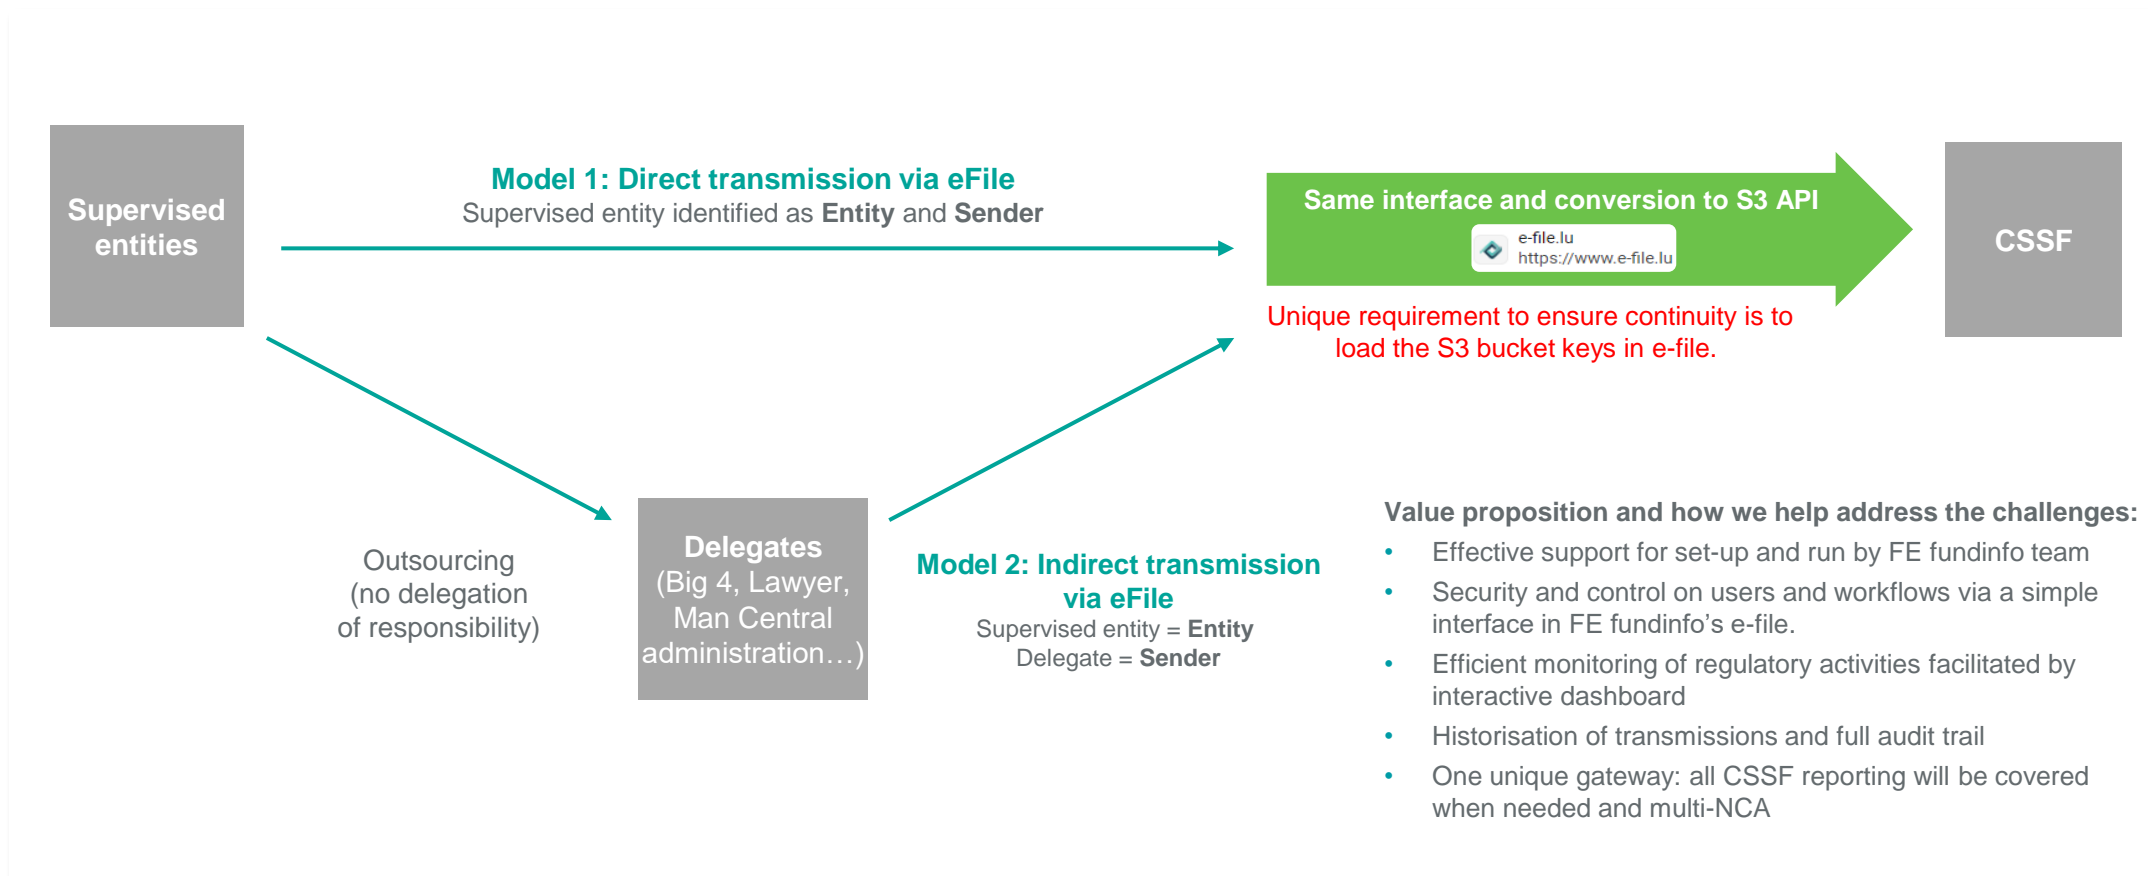 Supervised
entities
Model 1: Direct transmission via eFile
Supervised entity identified as Entity and Sender
Same interface and conversion to S3 API
e-file.lu
https://www.e-file.lu
CSSF
Unique requirement to ensure continuity is to
load the S3 bucket keys in e-file.
Outsourcing
(no delegation
of responsibility)
Delegates
(Big 4, Lawyer,
Man Central
administration…)
Model 2: Indirect transmission
via eFile
Supervised entity = Entity
Delegate = Sender
Value proposition and how we help address the challenges:
• Effective support for set-up and run by FE fundinfo team
• Security and control on users and workflows via a simple
interface in FE fundinfo’s e-file.
• Efficient monitoring of regulatory activities facilitated by
interactive dashboard
• Historisation of transmissions and full audit trail
• One unique gateway: all CSSF reporting will be covered
when needed and multi-NCA